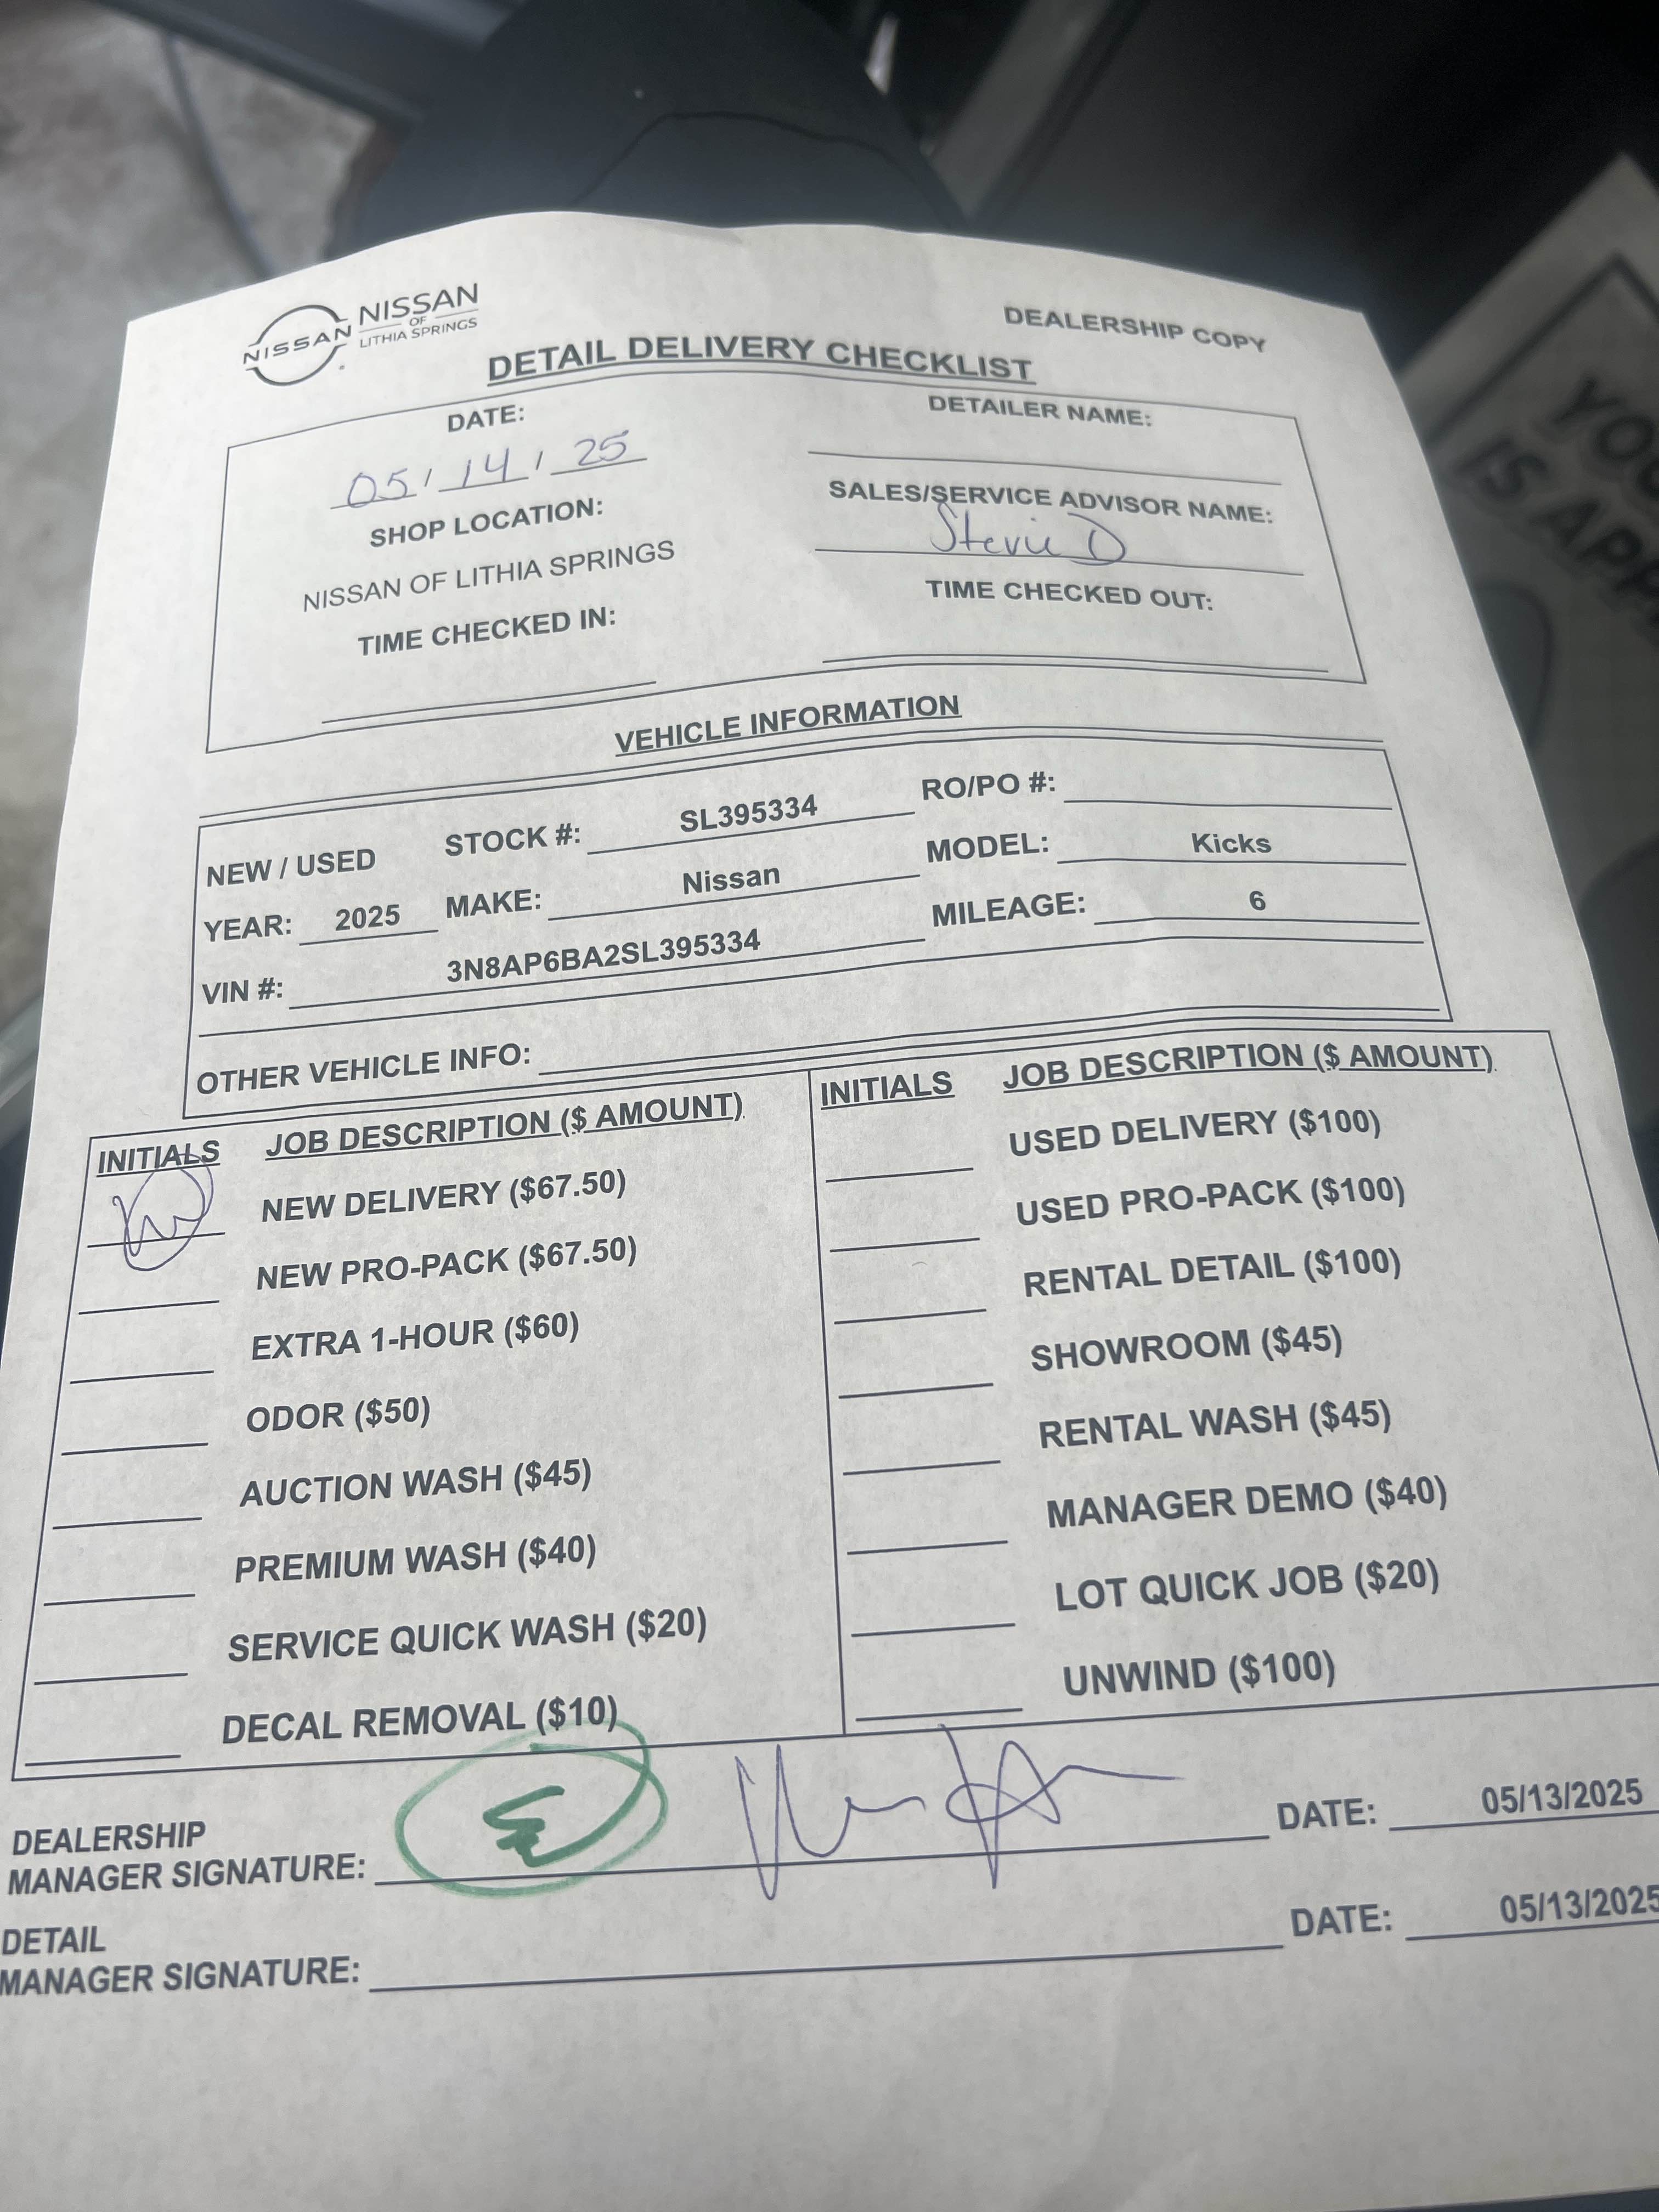 NISSAN
NISSAN
OF
LITHIA SPRINGS
DEALERSHIP COPY
DETAIL DELIVERY CHECKLIST
DATE:
05 / 14 / 25
DETAILER NAME:
SHOP LOCATION:
NISSAN OF LITHIA SPRINGS
SALES/SERVICE ADVISOR NAME:
Stevie D
TIME CHECKED IN:
TIME CHECKED OUT:
VEHICLE INFORMATION
NEW / USED STOCK #: SL395334 RO/PO #:
YEAR: 2025 MAKE: Nissan MODEL: Kicks
VIN #: 3N8AP6BA2SL395334 MILEAGE: 6
OTHER VEHICLE INFO:
INITIALS JOB DESCRIPTION ($ AMOUNT)
NEW DELIVERY ($67.50)
NEW PRO-PACK ($67.50)
EXTRA 1-HOUR ($60)
ODOR ($50)
AUCTION WASH ($45)
PREMIUM WASH ($40)
SERVICE QUICK WASH ($20)
DECAL REMOVAL ($10)
INITIALS JOB DESCRIPTION ($ AMOUNT)
USED DELIVERY ($100)
USED PRO-PACK ($100)
RENTAL DETAIL ($100)
SHOWROOM ($45)
RENTAL WASH ($45)
MANAGER DEMO ($40)
LOT QUICK JOB ($20)
UNWIND ($100)
DEALERSHIP
MANAGER SIGNATURE: DATE: 05/13/2025
DETAIL
MANAGER SIGNATURE: DATE: 05/13/2025
YOU
IS APP